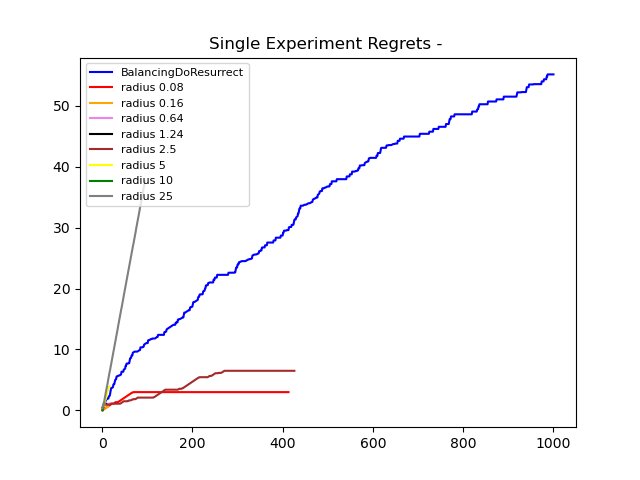 Single Experiment Regrets -
BalancingDoResurrect
radius 0.08
radius 0.16
radius 0.64
radius 1.24
radius 2.5
radius 5
radius 10
radius 25
50
40
30
20
10
0
0 200 400 600 800 1000